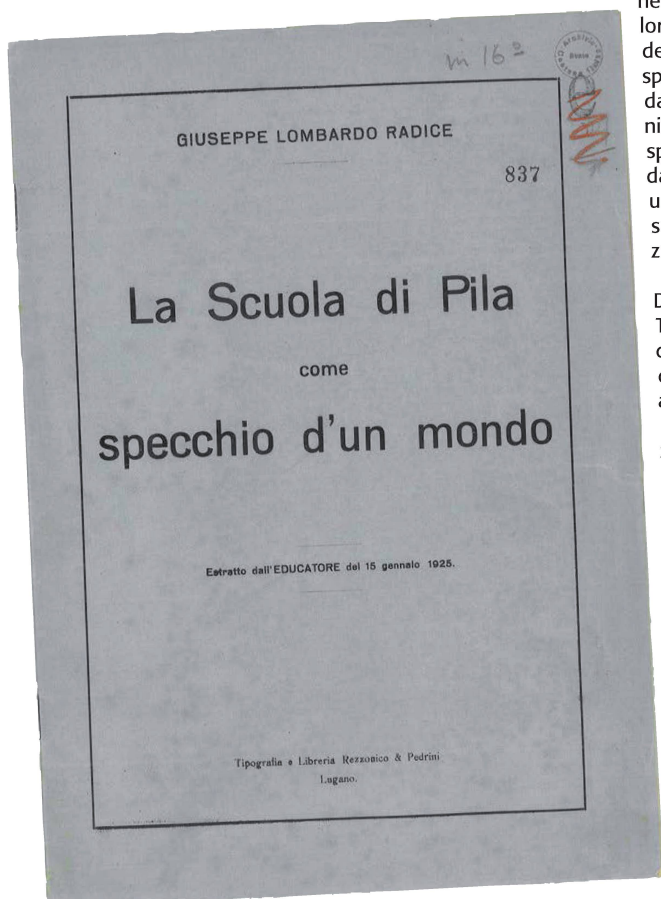 m 16º
GIUSEPPE LOMBARDO RADICE
837
La Scuola di Pila
come
specchio d'un mondo
Estratto dall'EDUCATORE del 15 gennaio 1925.
Tipografia e Libreria Rezzonico & Pedrini
Lugano.